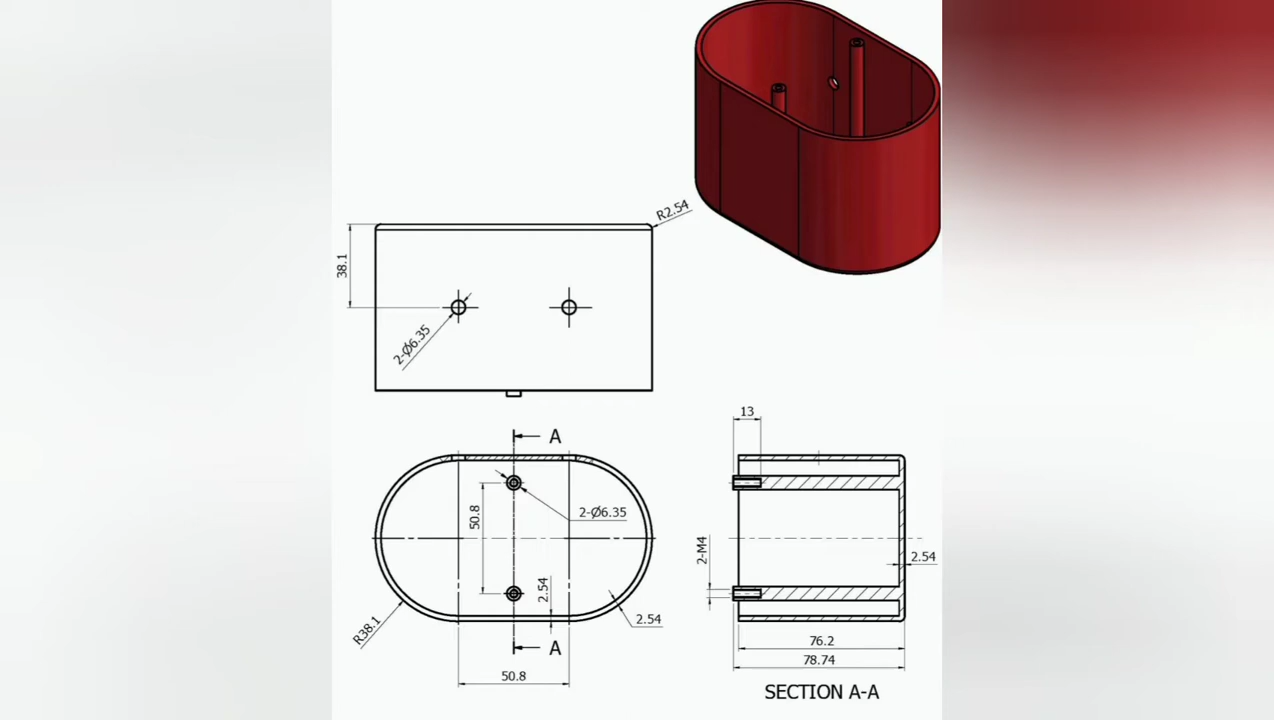 R2.54
38.1
2-Ø6.35
13
A
50.8
2-Ø6.35
2.54
2-M4
2.54
R38.1
2.54
A
50.8
76.2
78.74
SECTION A-A